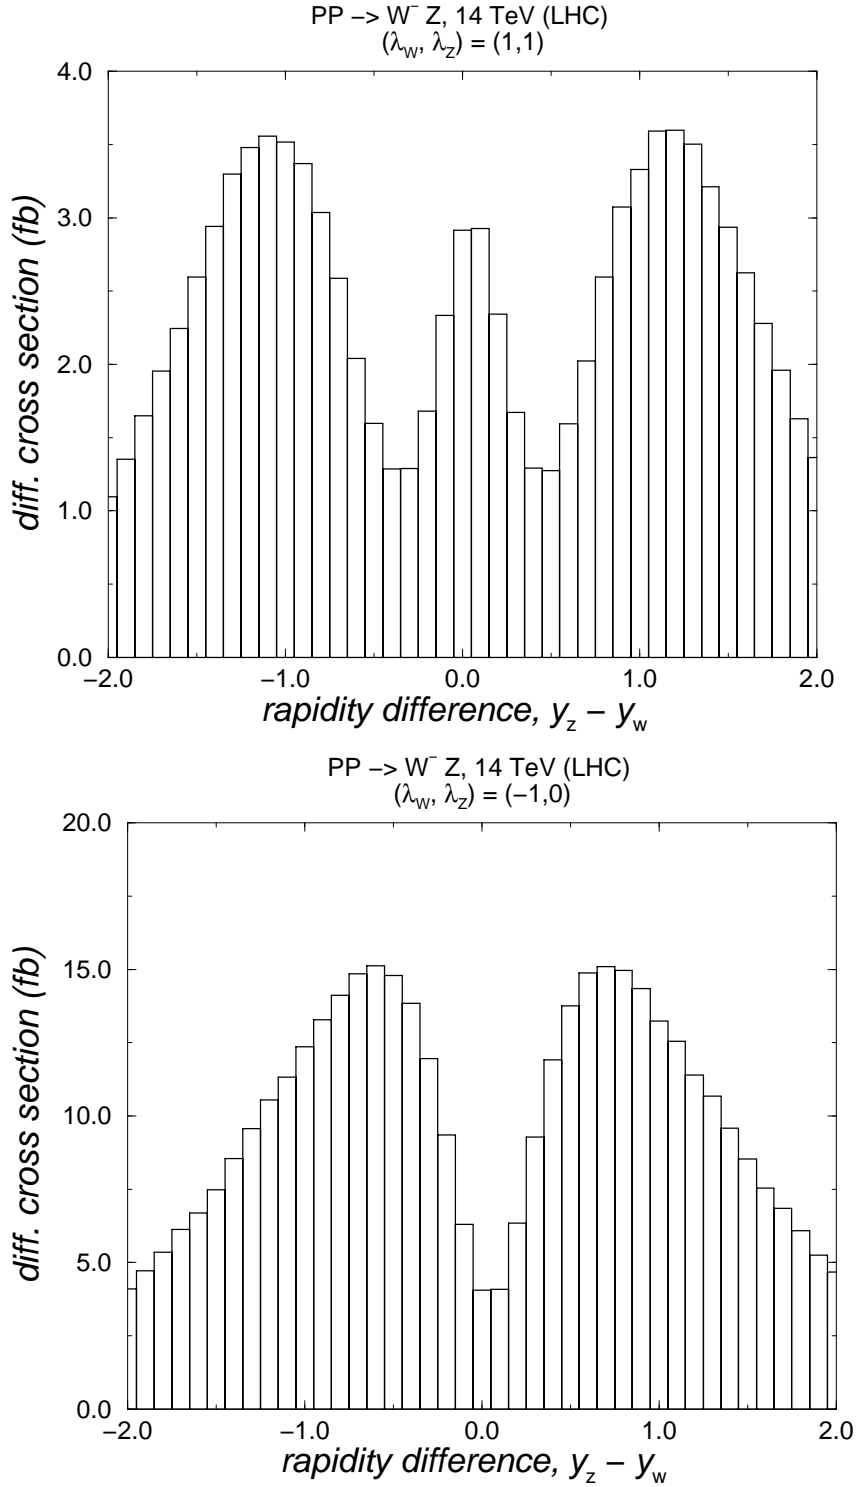 PP −> W⁻ Z, 14 TeV (LHC)
(λ_W, λ_Z) = (1,1)
4.0
3.0
2.0
1.0
0.0
diff. cross section (fb)
−2.0 −1.0 0.0 1.0 2.0
rapidity difference, y_z − y_w
PP −> W⁻ Z, 14 TeV (LHC)
(λ_W, λ_Z) = (−1,0)
20.0
15.0
10.0
5.0
0.0
diff. cross section (fb)
−2.0 −1.0 0.0 1.0 2.0
rapidity difference, y_z − y_w